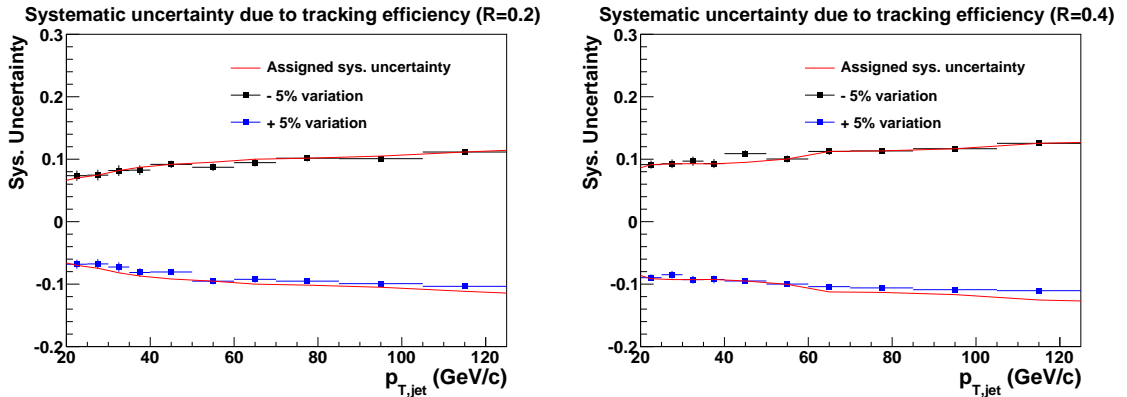 Systematic uncertainty due to tracking efficiency (R=0.2)
Sys. Uncertainty
0.3
0.2
0.1
0
-0.1
-0.2
Assigned sys. uncertainty
- 5% variation
+ 5% variation
20 40 60 80 100 120
p_T,jet (GeV/c)
Systematic uncertainty due to tracking efficiency (R=0.4)
Sys. Uncertainty
0.3
0.2
0.1
0
-0.1
-0.2
Assigned sys. uncertainty
- 5% variation
+ 5% variation
20 40 60 80 100 120
p_T,jet (GeV/c)